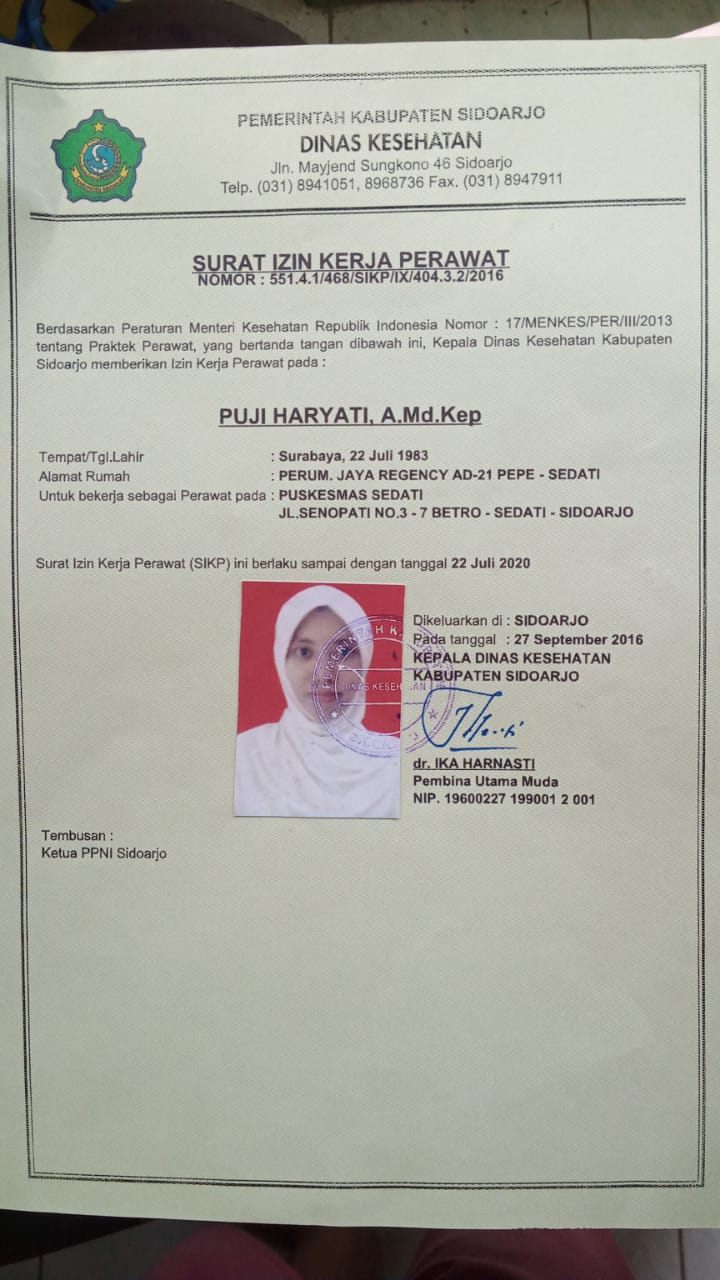 PEMERINTAH KABUPATEN SIDOARJO
DINAS KESEHATAN
Jln. Mayjend Sungkono 46 Sidoarjo
Telp. (031) 8941051, 8968736 Fax. (031) 8947911
SURAT IZIN KERJA PERAWAT
NOMOR : 551.4.1/468/SIKP/IX/404.3.2/2016
Berdasarkan Peraturan Menteri Kesehatan Republik Indonesia Nomor : 17/MENKES/PER/III/2013
tentang Praktek Perawat, yang bertanda tangan dibawah ini, Kepala Dinas Kesehatan Kabupaten
Sidoarjo memberikan Izin Kerja Perawat pada :
PUJI HARYATI, A.Md.Kep
Tempat/Tgl.Lahir : Surabaya, 22 Juli 1983
Alamat Rumah : PERUM. JAYA REGENCY AD-21 PEPE - SEDATI
Untuk bekerja sebagai Perawat pada : PUSKESMAS SEDATI
JL.SENOPATI NO.3 - 7 BETRO - SEDATI - SIDOARJO
Surat Izin Kerja Perawat (SIKP) ini berlaku sampai dengan tanggal 22 Juli 2020
Dikeluarkan di : SIDOARJO
Pada tanggal : 27 September 2016
KEPALA DINAS KESEHATAN
KABUPATEN SIDOARJO
PEMERINTAH K
DINAS KESEH
dr. IKA HARNASTI
Pembina Utama Muda
NIP. 19600227 199001 2 001
Tembusan :
Ketua PPNI Sidoarjo